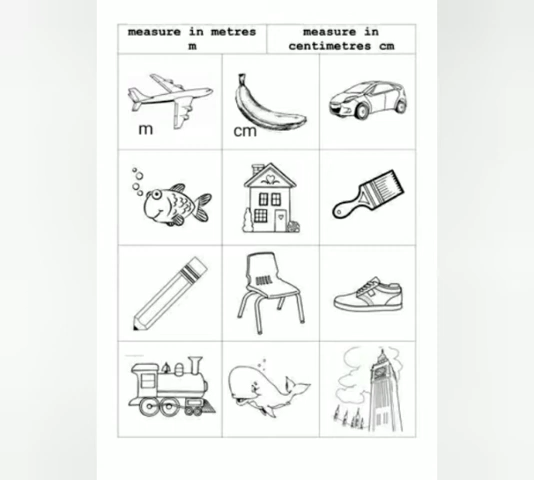 measure in metres
m
measure in
centimetres cm
m
cm